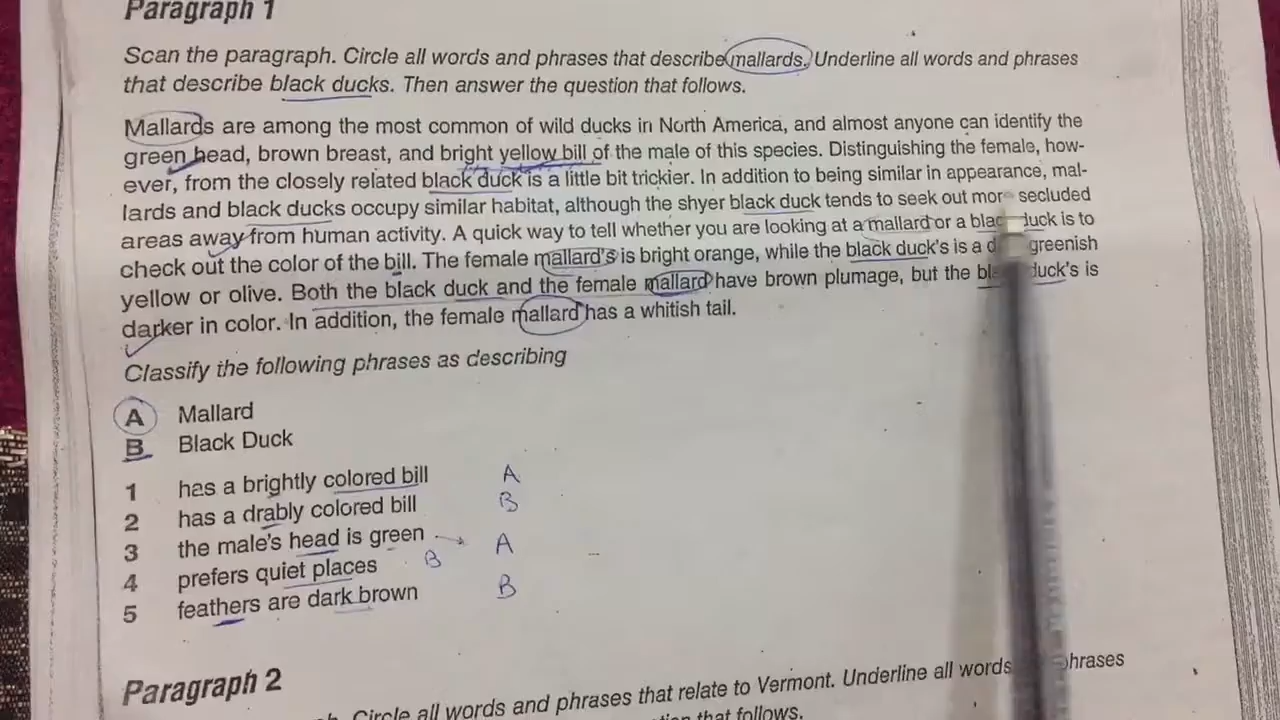 Paragraph 1
Scan the paragraph. Circle all words and phrases that describe mallards. Underline all words and phrases
that describe black ducks. Then answer the question that follows.
Mallards are among the most common of wild ducks in North America, and almost anyone can identify the
green head, brown breast, and bright yellow bill of the male of this species. Distinguishing the female, how-
ever, from the closely related black duck is a little bit trickier. In addition to being similar in appearance, mal-
lards and black ducks occupy similar habitat, although the shyer black duck tends to seek out more secluded
areas away from human activity. A quick way to tell whether you are looking at a mallard or a black duck is to
check out the color of the bill. The female mallard's is bright orange, while the black duck's is a greenish
yellow or olive. Both the black duck and the female mallard have brown plumage, but the black duck's is
darker in color. In addition, the female mallard has a whitish tail.
Classify the following phrases as describing
A Mallard
B Black Duck
1 has a brightly colored bill A
2 has a drably colored bill B
3 the male's head is green A
4 prefers quiet places B
5 feathers are dark brown B
Paragraph 2
Circle all words and phrases that relate to Vermont. Underline all words phrases
that follows.